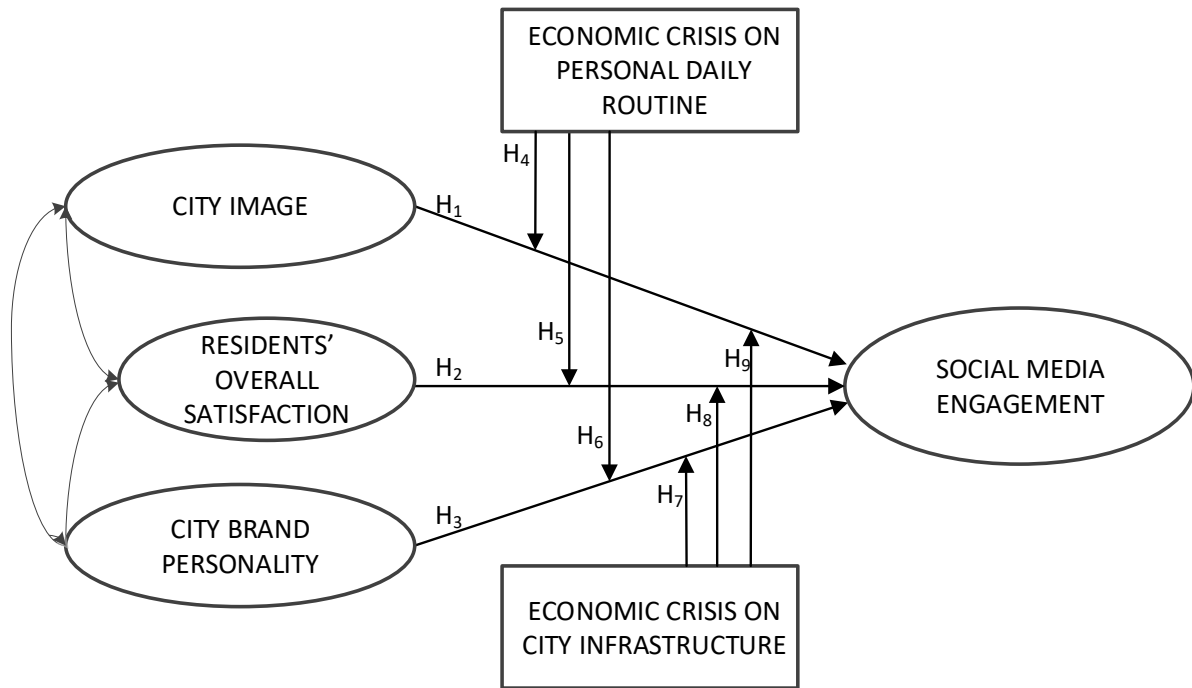 ECONOMIC CRISIS ON
PERSONAL DAILY
ROUTINE
H₄
CITY IMAGE
H₁
H₅
H₉
RESIDENTS’
OVERALL
SATISFACTION
H₂
H₈
SOCIAL MEDIA
ENGAGEMENT
H₆
H₇
CITY BRAND
PERSONALITY
H₃
ECONOMIC CRISIS ON
CITY INFRASTRUCTURE